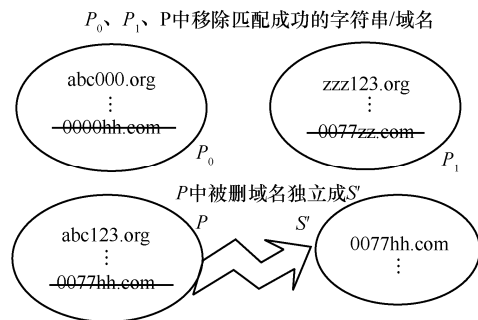 P₀、P₁、P中移除匹配成功的字符串/域名
abc000.org
⋮
0000hh.com
P₀
zzz123.org
⋮
0077zz.com
P₁
P中被删域名独立成S′
abc123.org
⋮
0077hh.com
P
S′
0077hh.com
⋮